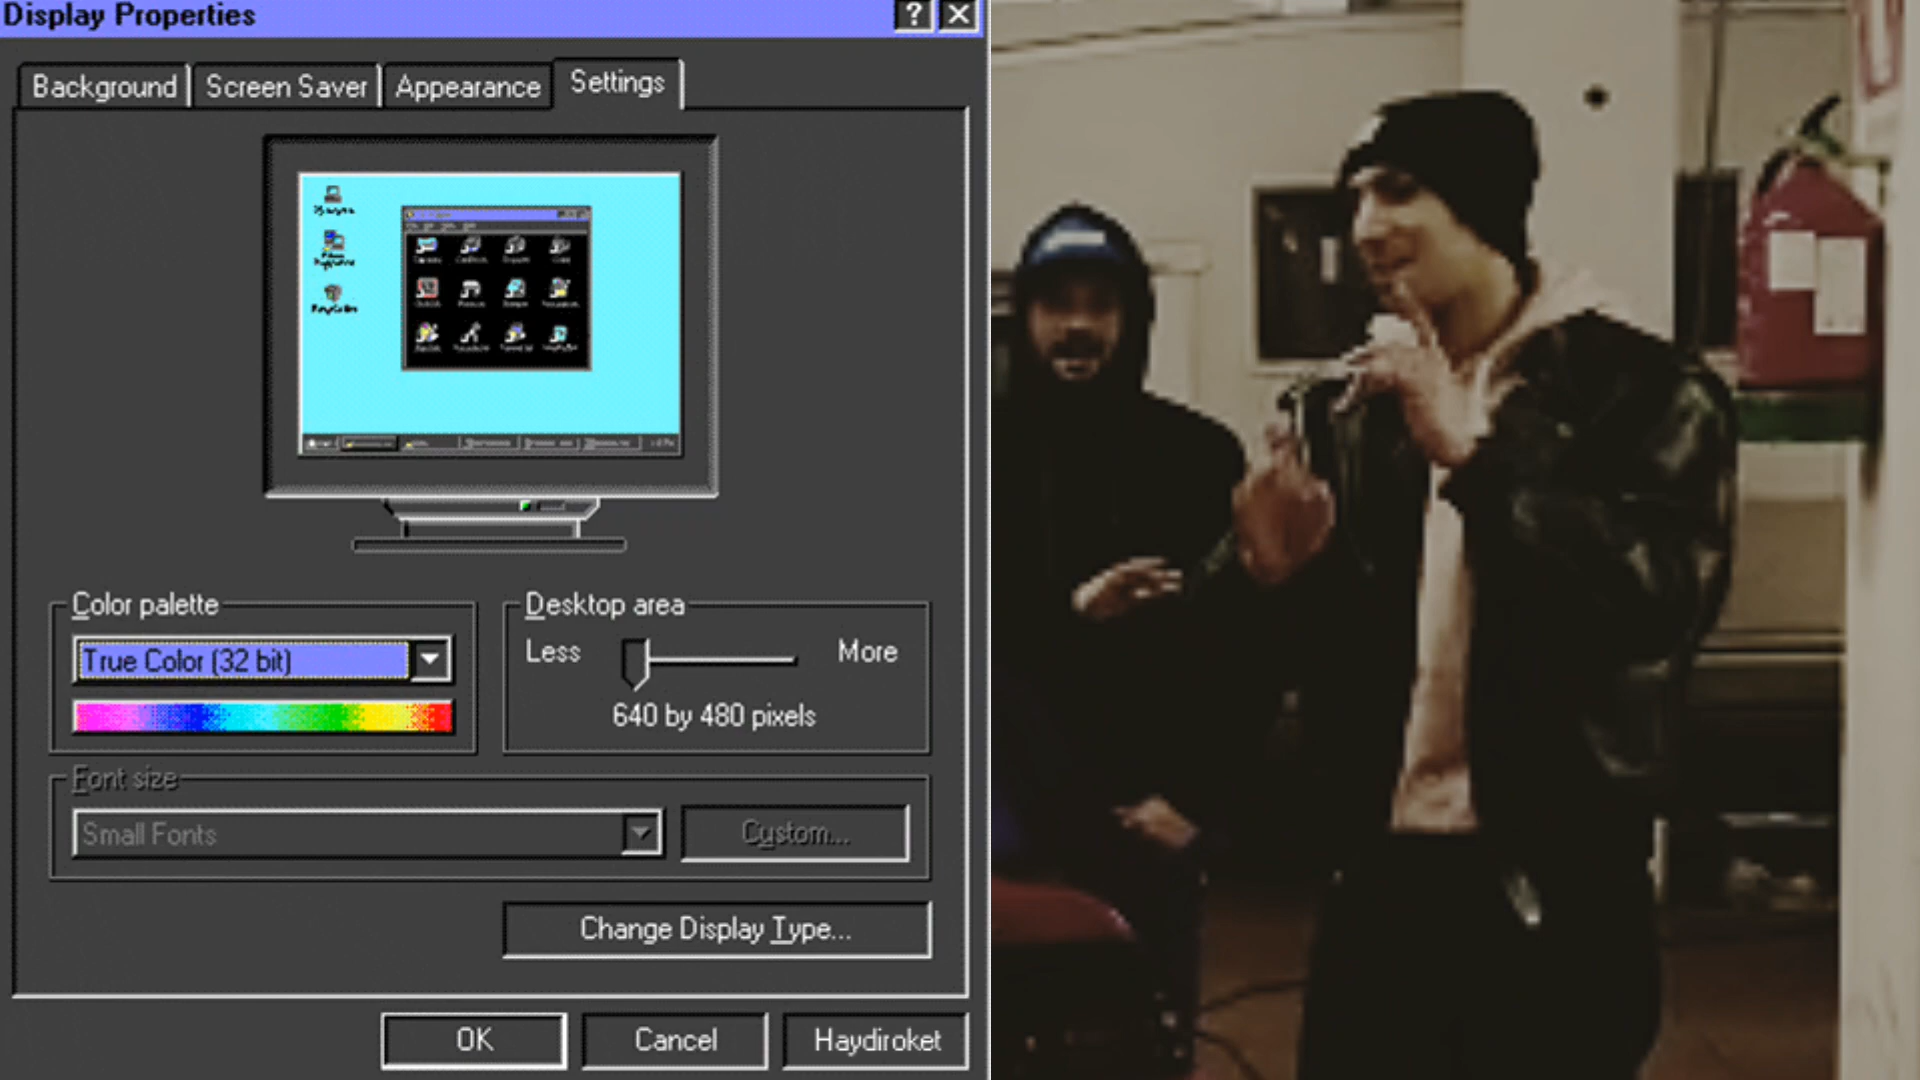 Display Properties
Background
Screen Saver
Appearance
Settings
Color palette
True Color (32 bit)
Desktop area
Less
More
640 by 480 pixels
Font size
Small Fonts
Custom...
Change Display Type...
OK
Cancel
Haydiroket